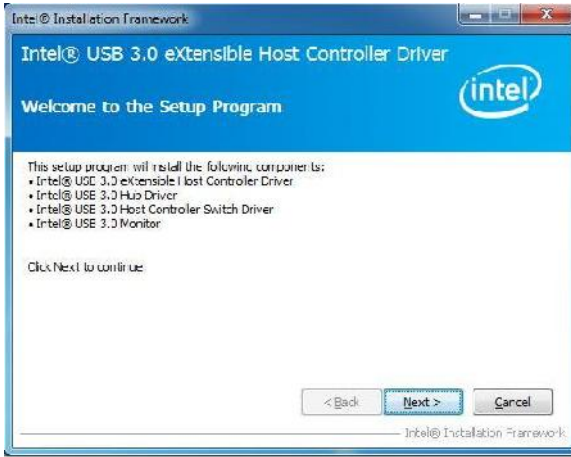 Intel® Installation Framework
Intel® USB 3.0 eXtensible Host Controller Driver
intel
Welcome to the Setup Program
This setup program will install the following components:
• Intel® USB 3.0 eXtensible Host Controller Driver
• Intel® USB 3.0 Hub Driver
• Intel® USB 3.0 Host Controller Switch Driver
• Intel® USB 3.0 Monitor
Click Next to continue
< Back Next > Cancel
Intel® Installation Framework